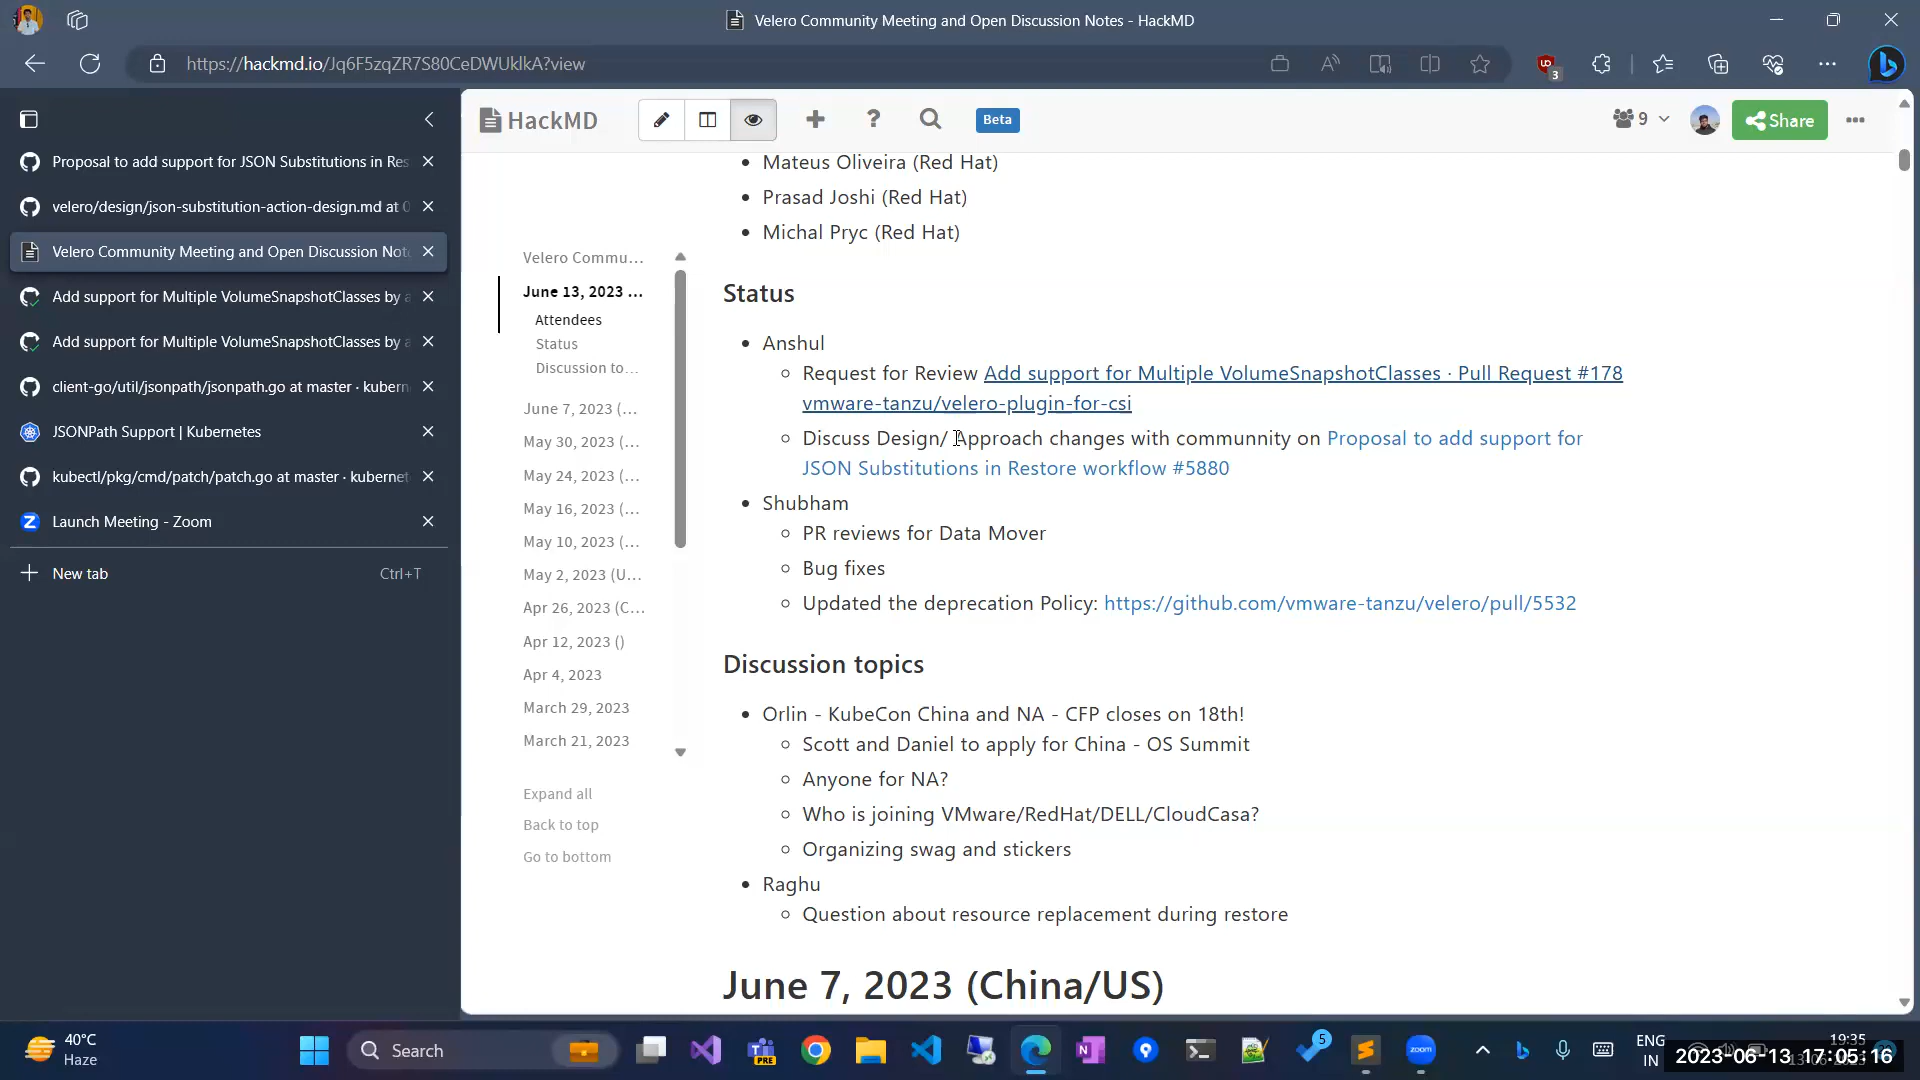 Velero Community Meeting and Open Discussion Notes - HackMD
https://hackmd.io/Jq6F5zqZR7S80CeDWUklkA?view
3
Proposal to add support for JSON Substitutions in Res
velero/design/json-substitution-action-design.md at 0
Velero Community Meeting and Open Discussion Not
Add support for Multiple VolumeSnapshotClasses by a
Add support for Multiple VolumeSnapshotClasses by a
client-go/util/jsonpath/jsonpath.go at master · kubern
JSONPath Support | Kubernetes
kubectl/pkg/cmd/patch/patch.go at master · kubernet
Launch Meeting - Zoom
New tab Ctrl+T
HackMD
Beta
9
Share
Velero Commu...
June 13, 2023 ...
Attendees
Status
Discussion to...
June 7, 2023 (...
May 30, 2023 (...
May 24, 2023 (...
May 16, 2023 (...
May 10, 2023 (...
May 2, 2023 (U...
Apr 26, 2023 (C...
Apr 12, 2023 ()
Apr 4, 2023
March 29, 2023
March 21, 2023
Expand all
Back to top
Go to bottom
Mateus Oliveira (Red Hat)
Prasad Joshi (Red Hat)
Michal Pryc (Red Hat)
Status
Anshul
Request for Review Add support for Multiple VolumeSnapshotClasses · Pull Request #178
vmware-tanzu/velero-plugin-for-csi
Discuss Design/ Approach changes with communnity on Proposal to add support for
JSON Substitutions in Restore workflow #5880
Shubham
PR reviews for Data Mover
Bug fixes
Updated the deprecation Policy: https://github.com/vmware-tanzu/velero/pull/5532
Discussion topics
Orlin - KubeCon China and NA - CFP closes on 18th!
Scott and Daniel to apply for China - OS Summit
Anyone for NA?
Who is joining VMware/RedHat/DELL/CloudCasa?
Organizing swag and stickers
Raghu
Question about resource replacement during restore
June 7, 2023 (China/US)
40°C
Haze
Search
PRE
5
zoom
ENG
IN
19:35
2023-06-13 17:05:16